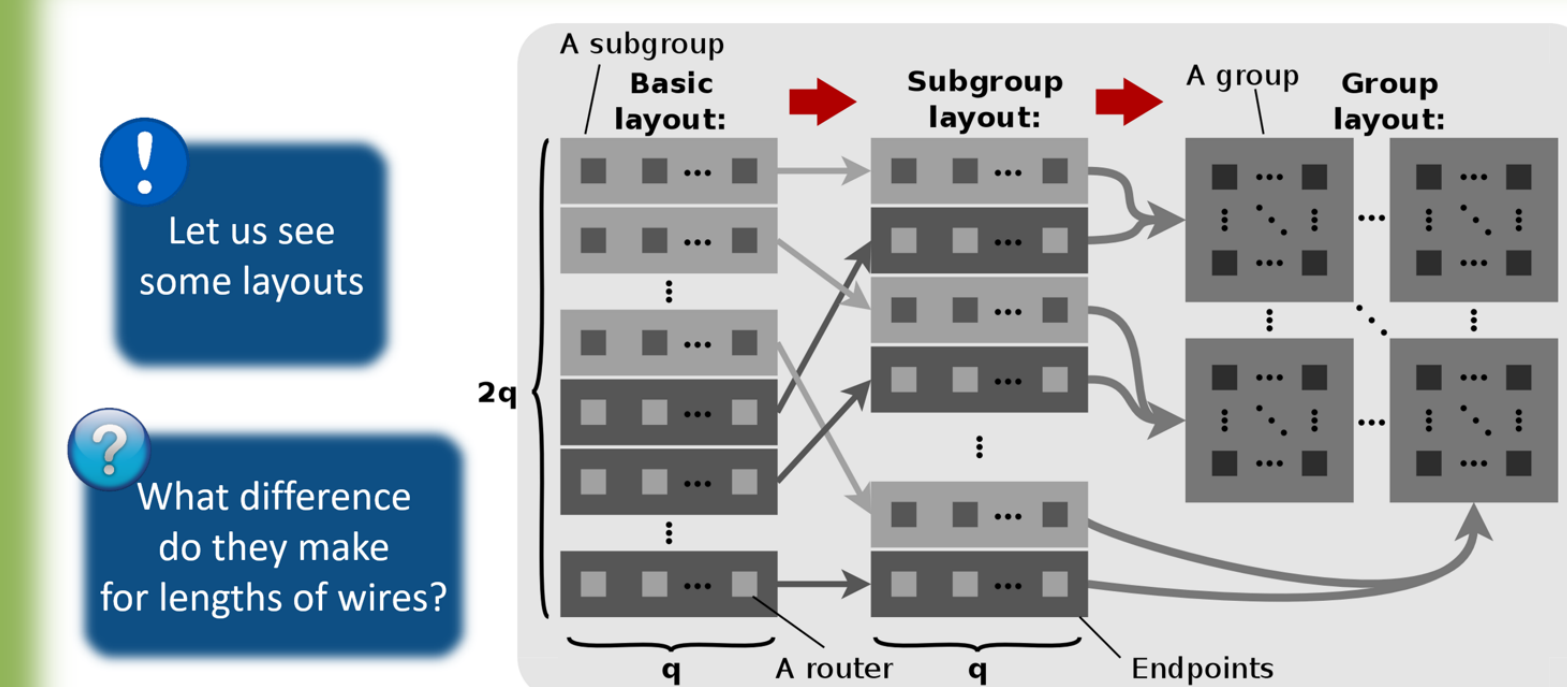 !
Let us see
some layouts
?
What difference
do they make
for lengths of wires?
A subgroup
Basic
layout:
Subgroup
layout:
A group
Group
layout:
2q
q
A router
q
Endpoints